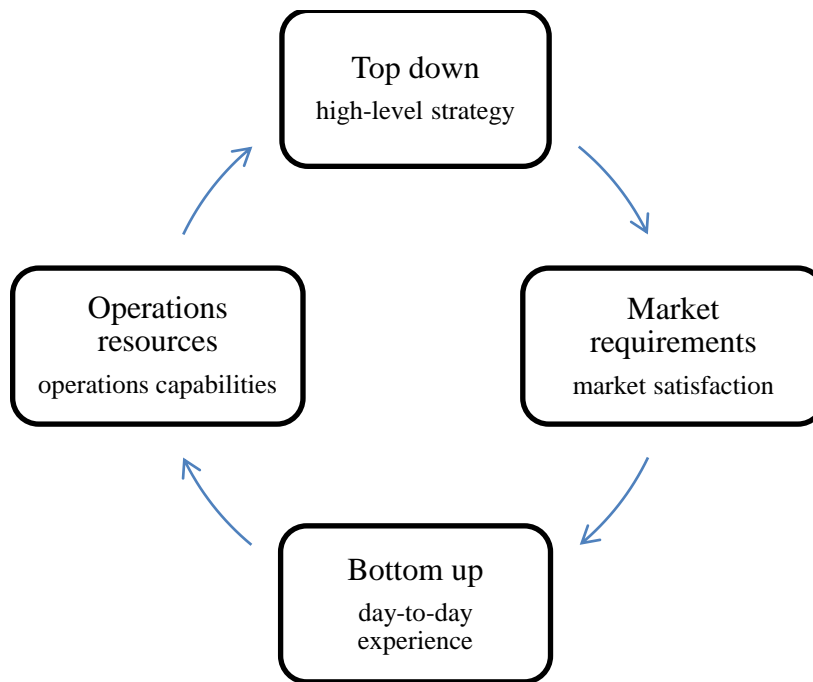 Top down
high-level strategy
Operations
resources
operations capabilities
Market
requirements
market satisfaction
Bottom up
day-to-day
experience